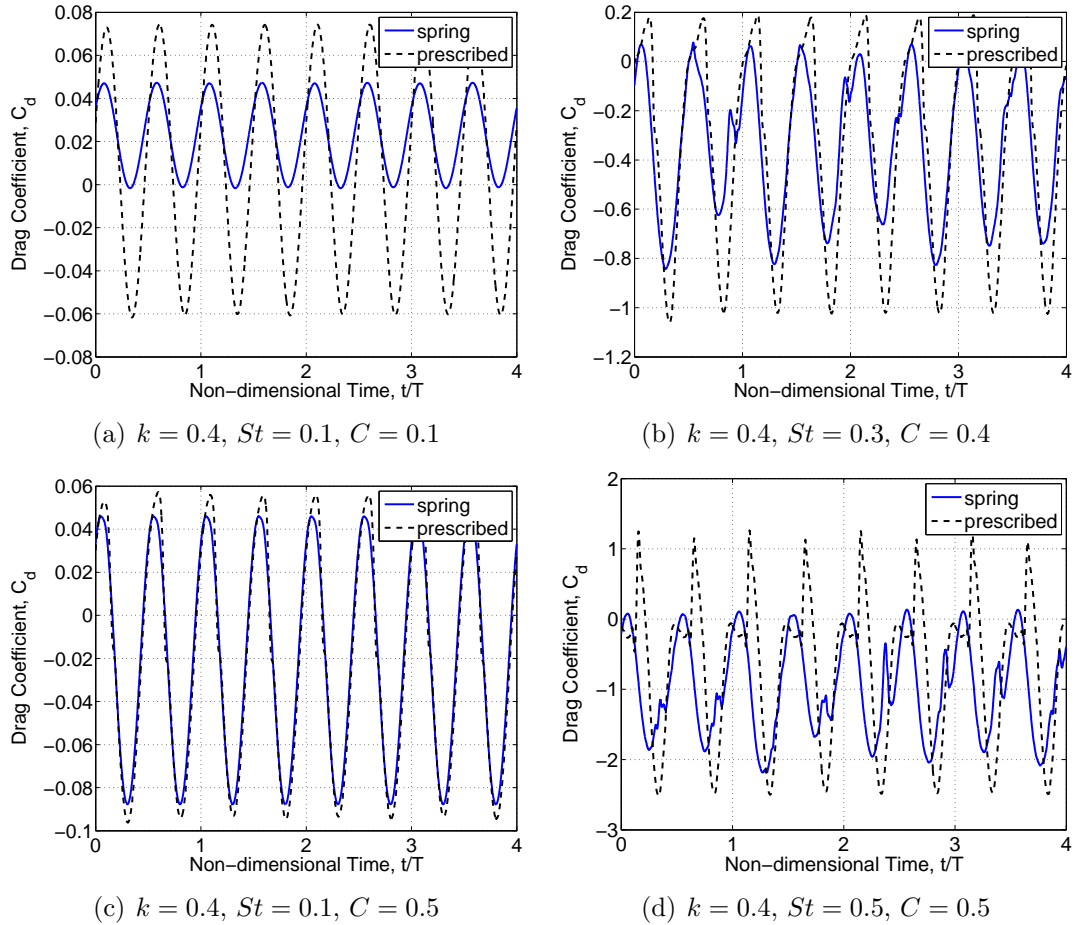 0.08
0.06
0.04
0.02
0
−0.02
−0.04
−0.06
−0.08
Drag Coefficient, C_d
spring
prescribed
0 1 2 3 4
Non−dimensional Time, t/T
(a) k = 0.4, St = 0.1, C = 0.1
0.2
0
−0.2
−0.4
−0.6
−0.8
−1
−1.2
Drag Coefficient, C_d
spring
prescribed
0 1 2 3 4
Non−dimensional Time, t/T
(b) k = 0.4, St = 0.3, C = 0.4
0.06
0.04
0.02
0
−0.02
−0.04
−0.06
−0.08
−0.1
Drag Coefficient, C_d
spring
prescribed
0 1 2 3 4
Non−dimensional Time, t/T
(c) k = 0.4, St = 0.1, C = 0.5
2
1
0
−1
−2
−3
Drag Coefficient, C_d
spring
prescribed
0 1 2 3 4
Non−dimensional Time, t/T
(d) k = 0.4, St = 0.5, C = 0.5